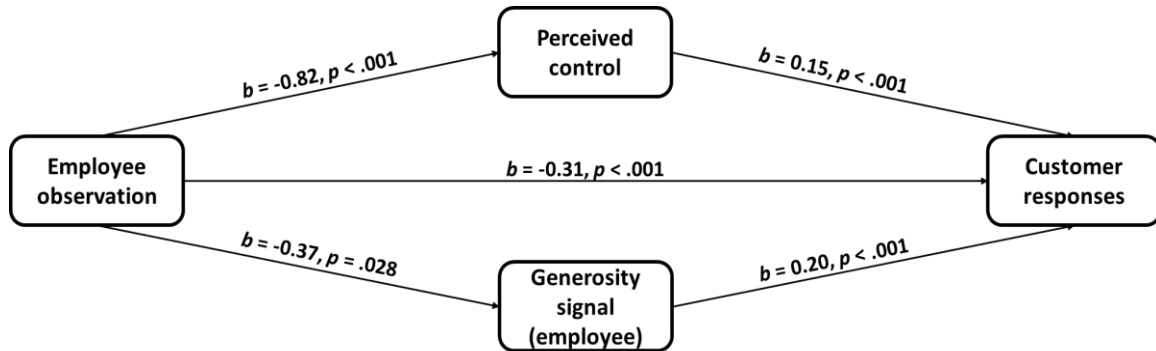 Perceived
control
b = -0.82, p < .001
b = 0.15, p < .001
Employee
observation
b = -0.31, p < .001
Customer
responses
b = -0.37, p = .028
b = 0.20, p < .001
Generosity
signal
(employee)